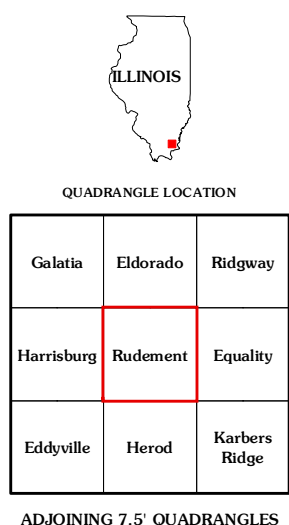 ILLINOIS
QUADRANGLE LOCATION
Galatia Eldorado Ridgway
Harrisburg Rudement Equality
Eddyville Herod Karbers
Ridge
ADJOINING 7.5' QUADRANGLES